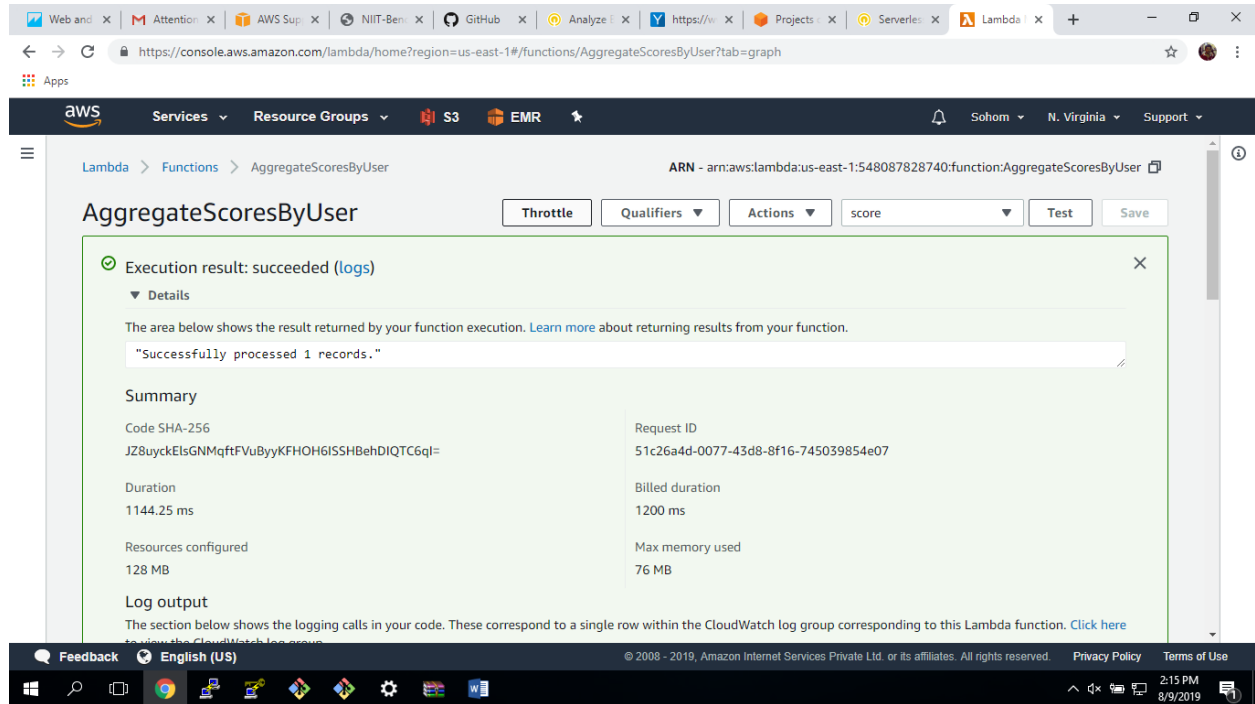 Web and
Attention
AWS Sup
NIIT-Ben
GitHub
Analyze E
https://w
Projects
Serverles
Lambda
https://console.aws.amazon.com/lambda/home?region=us-east-1#/functions/AggregateScoresByUser?tab=graph
Apps
aws Services Resource Groups S3 EMR Sohom N. Virginia Support
Lambda > Functions > AggregateScoresByUser ARN - arn:aws:lambda:us-east-1:548087828740:function:AggregateScoresByUser
AggregateScoresByUser Throttle Qualifiers Actions score Test Save
Execution result: succeeded (logs)
Details
The area below shows the result returned by your function execution. Learn more about returning results from your function.
"Successfully processed 1 records."
Summary
Code SHA-256 Request ID
JZ8uyckElsGNMqftFVuByyKFHOH6ISSHBehDIQTC6qI= 51c26a4d-0077-43d8-8f16-745039854e07
Duration Billed duration
1144.25 ms 1200 ms
Resources configured Max memory used
128 MB 76 MB
Log output
The section below shows the logging calls in your code. These correspond to a single row within the CloudWatch log group corresponding to this Lambda function. Click here
to view the CloudWatch log group.
Feedback English (US) © 2008 - 2019, Amazon Internet Services Private Ltd. or its affiliates. All rights reserved. Privacy Policy Terms of Use
2:15 PM
8/9/2019